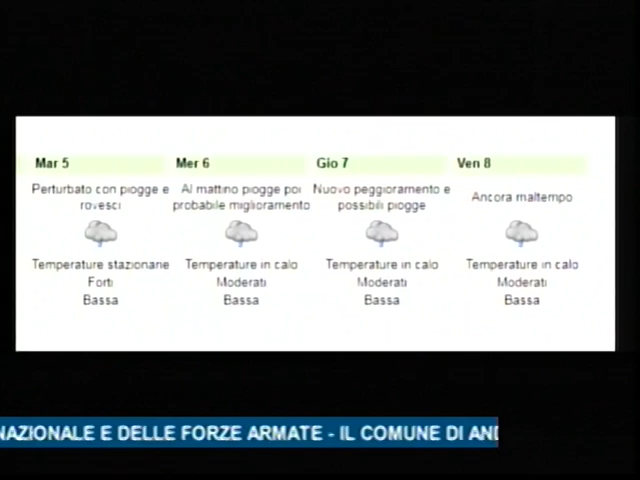 Mar 5
Mer 6
Gio 7
Ven 8
Perturbato con piogge e
rovesci
Al mattino piogge poi
probabile miglioramento
Nuovo peggioramento e
possibili piogge
Ancora maltempo
Temperature stazionarie
Temperature in calo
Temperature in calo
Temperature in calo
Forti
Moderati
Moderati
Moderati
Bassa
Bassa
Bassa
Bassa
NAZIONALE E DELLE FORZE ARMATE - IL COMUNE DI AND